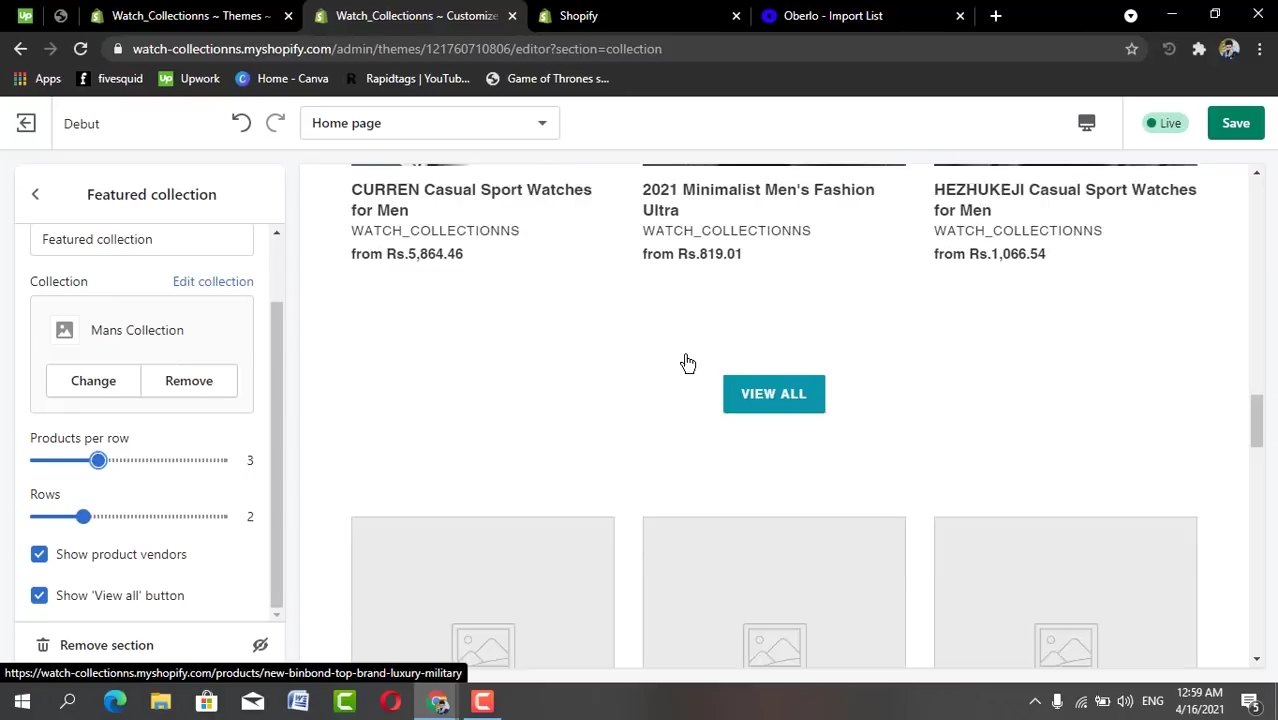 Watch_Collectionns ~ Themes ~
Watch_Collectionns ~ Customize
Shopify
Oberlo - Import List
watch-collectionns.myshopify.com/admin/themes/121760710806/editor?section=collection
Apps
fivesquid
Up Upwork
Home - Canva
Rapidtags | YouTub...
Game of Thrones s...
Debut
Home page
Live
Save
Featured collection
Featured collection
Collection
Edit collection
Mans Collection
Change
Remove
Products per row
3
Rows
2
Show product vendors
Show 'View all' button
Remove section
CURREN Casual Sport Watches
for Men
WATCH_COLLECTIONNS
from Rs.5,864.46
2021 Minimalist Men's Fashion
Ultra
WATCH_COLLECTIONNS
from Rs.819.01
HEZHUKEJI Casual Sport Watches
for Men
WATCH_COLLECTIONNS
from Rs.1,066.54
VIEW ALL
https://watch-collectionns.myshopify.com/products/new-binbond-top-brand-luxury-military
ENG
12:59 AM
4/16/2021
5